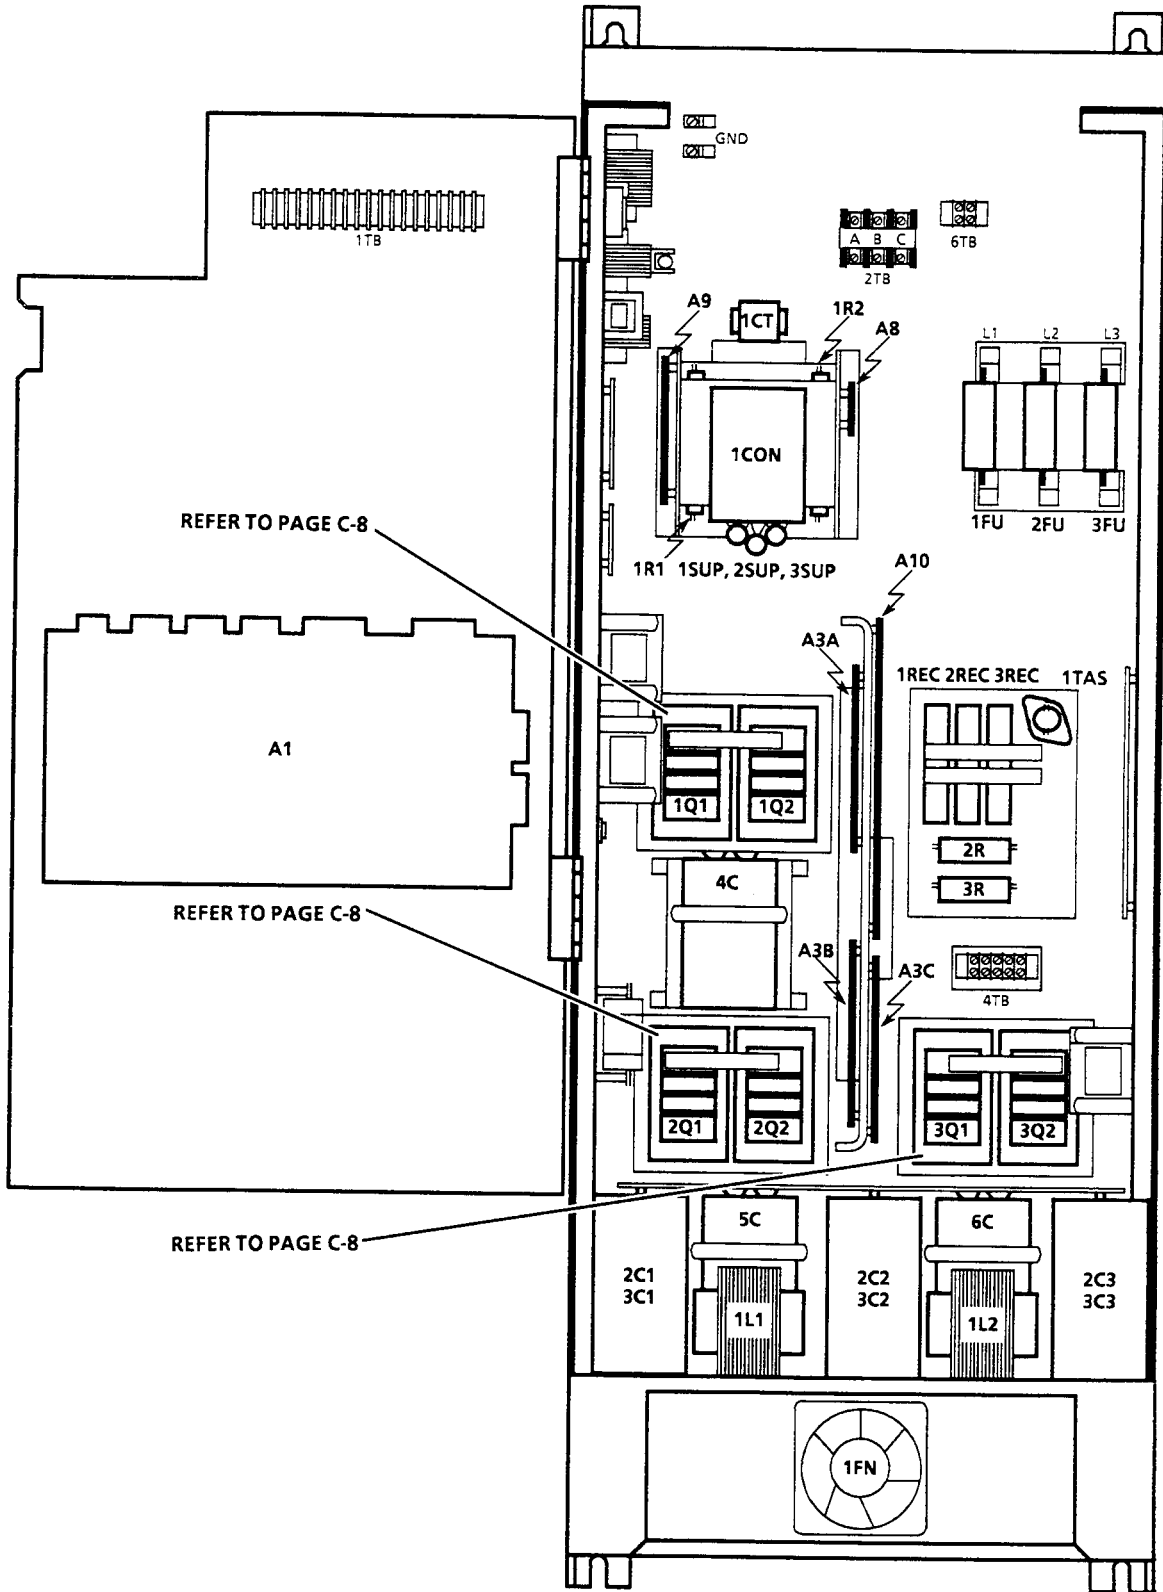 GND
1TB
A B C
2TB
6TB
A9
1CT
1R2
A8
L1 L2 L3
1CON
1FU 2FU 3FU
REFER TO PAGE C-8
1R1 1SUP, 2SUP, 3SUP
A10
A3A
1REC 2REC 3REC 1TAS
A1
1Q1 1Q2
2R
4C
3R
REFER TO PAGE C-8
A3B
A3C
4TB
2Q1 2Q2
3Q1 3Q2
5C
6C
REFER TO PAGE C-8
2C1
3C1
2C2
3C2
2C3
3C3
1L1
1L2
1FN